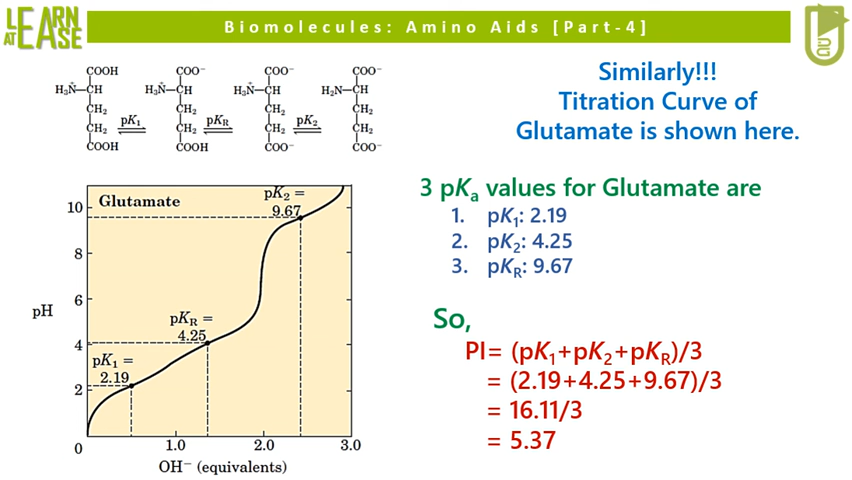 LEARN
AT EASE
Biomolecules: Amino Aids [Part-4]
COOH COO⁻ COO⁻ COO⁻
H₃N⁺—CH H₃N⁺—CH H₃N⁺—CH H₂N—CH
CH₂ CH₂ CH₂ CH₂
CH₂ pK₁ CH₂ pK_R CH₂ pK₂ CH₂
COOH COOH COO⁻ COO⁻
Similarly!!!
Titration Curve of
Glutamate is shown here.
Glutamate
pK₂ =
9.67
pK_R =
4.25
pK₁ =
2.19
pH
10
8
6
4
2
0 1.0 2.0 3.0
OH⁻ (equivalents)
3 pKₐ values for Glutamate are
1. pK₁: 2.19
2. pK₂: 4.25
3. pK_R: 9.67
So,
PI= (pK₁+pK₂+pK_R)/3
= (2.19+4.25+9.67)/3
= 16.11/3
= 5.37